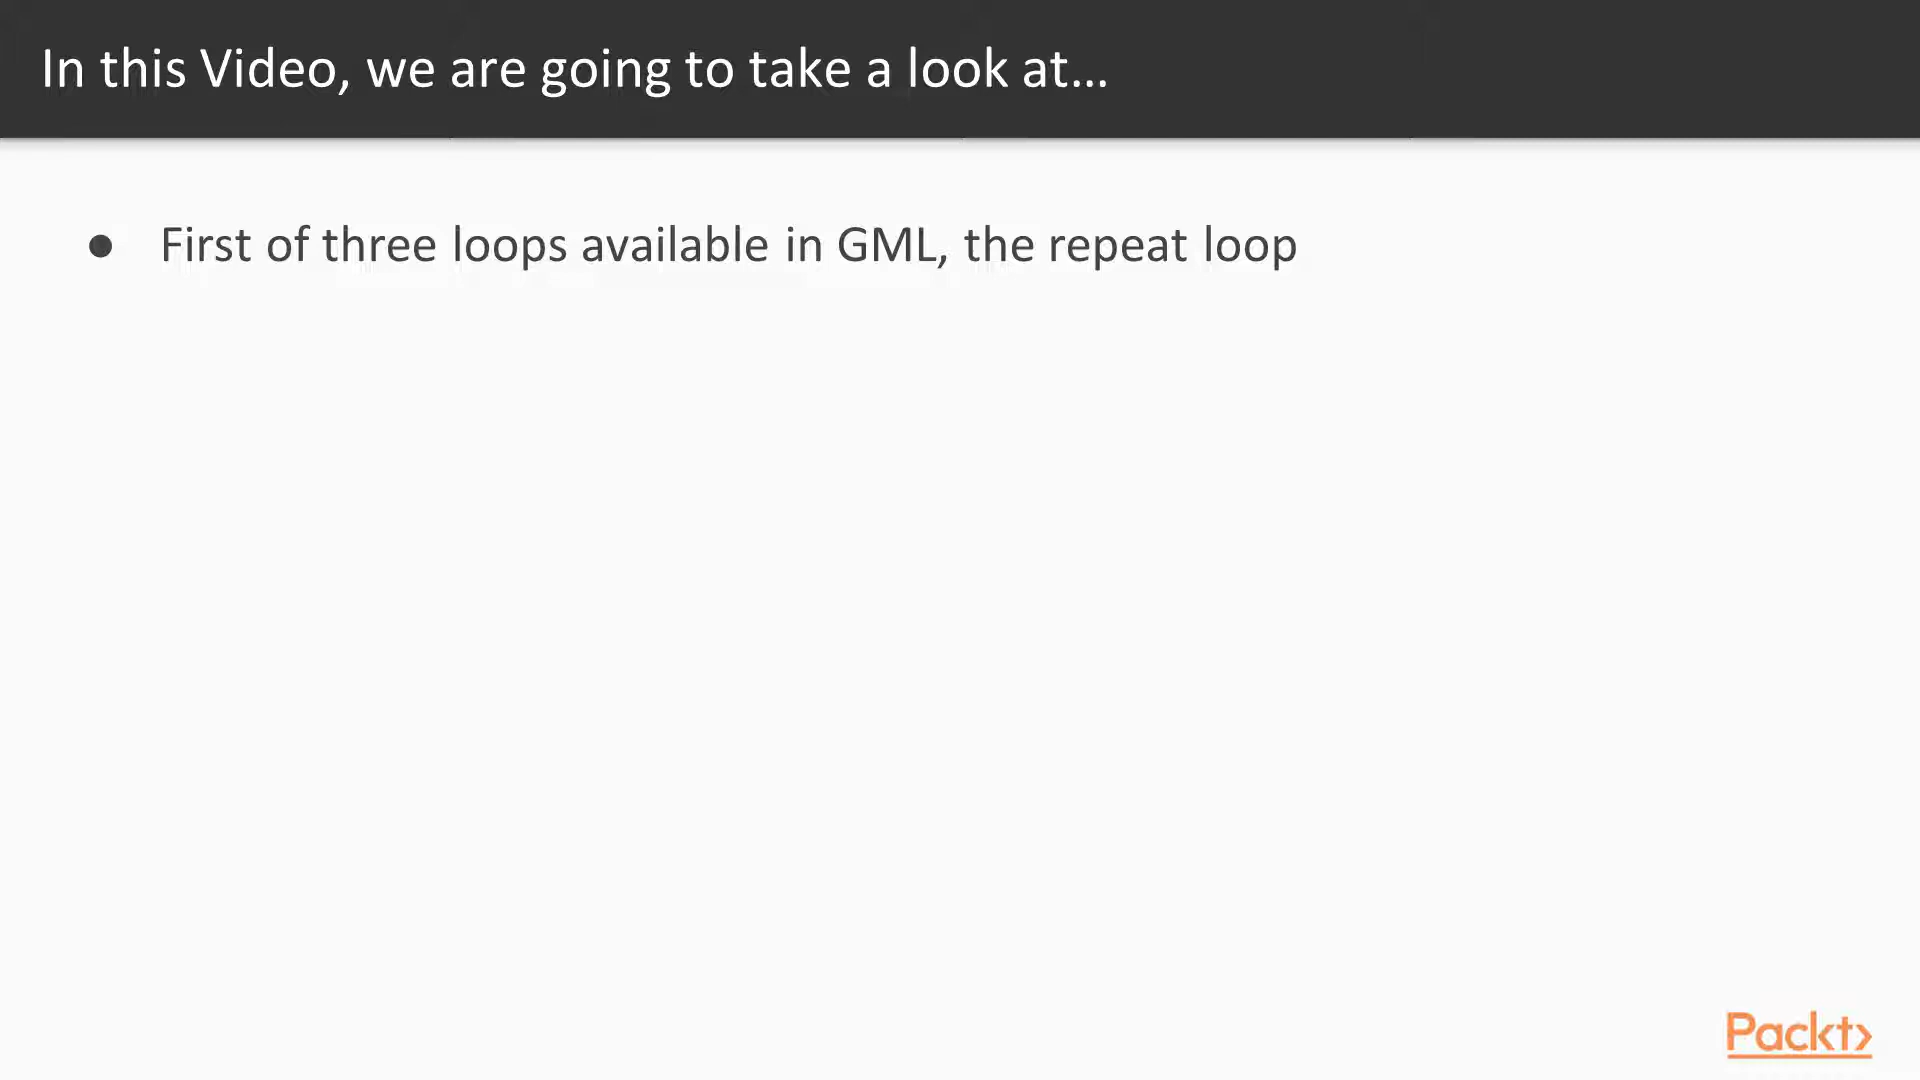 In this Video, we are going to take a look at...
● First of three loops available in GML, the repeat loop
Packt>